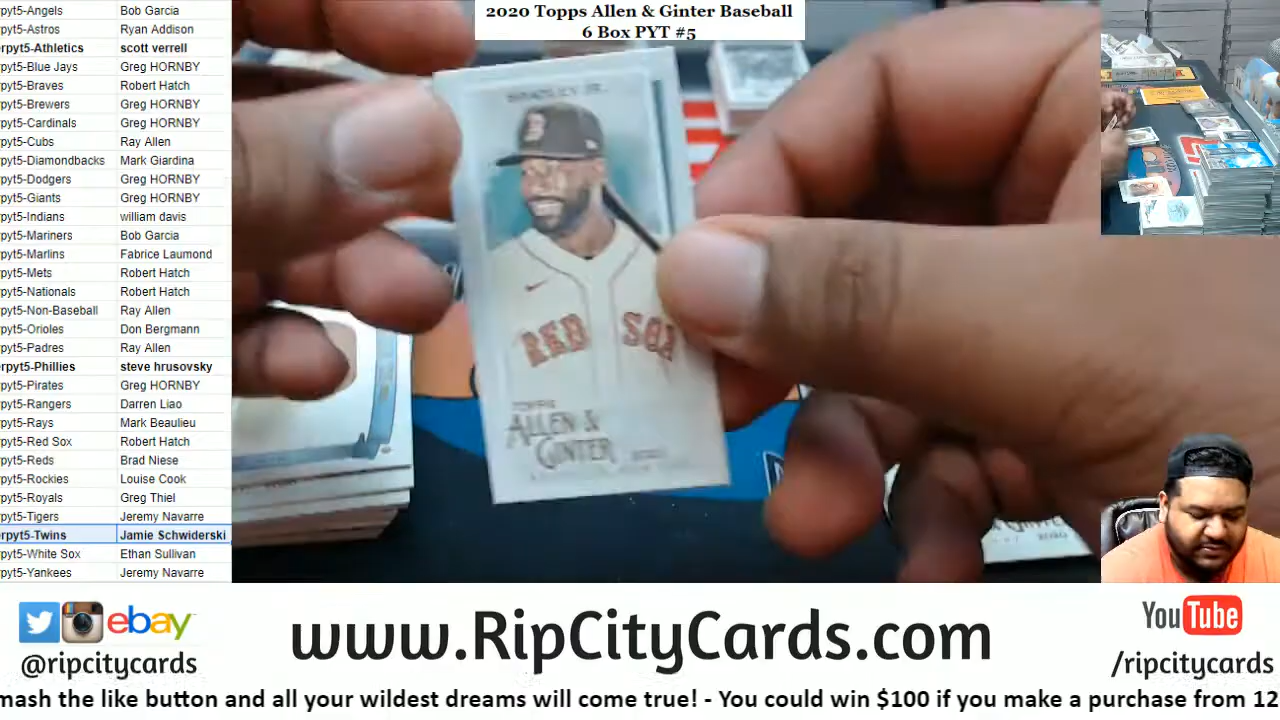 2020 Topps Allen & Ginter Baseball
6 Box PYT #5
pyt5-Angels Bob Garcia
pyt5-Astros Ryan Addison
erpyt5-Athletics scott verrell
pyt5-Blue Jays Greg HORNBY
pyt5-Braves Robert Hatch
pyt5-Brewers Greg HORNBY
pyt5-Cardinals Greg HORNBY
pyt5-Cubs Ray Allen
pyt5-Diamondbacks Mark Giardina
pyt5-Dodgers Greg HORNBY
pyt5-Giants Greg HORNBY
pyt5-Indians william davis
pyt5-Mariners Bob Garcia
pyt5-Marlins Fabrice Laumond
pyt5-Mets Robert Hatch
pyt5-Nationals Robert Hatch
pyt5-Non-Baseball Ray Allen
pyt5-Orioles Don Bergmann
pyt5-Padres Ray Allen
erpyt5-Phillies steve hrusovsky
pyt5-Pirates Greg HORNBY
pyt5-Rangers Darren Liao
pyt5-Rays Mark Beaulieu
pyt5-Red Sox Robert Hatch
pyt5-Reds Brad Niese
pyt5-Rockies Louise Cook
pyt5-Royals Greg Thiel
pyt5-Tigers Jeremy Navarre
erpyt5-Twins Jamie Schwiderski
pyt5-White Sox Ethan Sullivan
pyt5-Yankees Jeremy Navarre
BRADLEY JR.
B
RED SOX
TOPPS
ALLEN &
GINTER
ebay
@ripcitycards
www.RipCityCards.com
YouTube
/ripcitycards
mash the like button and all your wildest dreams will come true! - You could win $100 if you make a purchase from 12